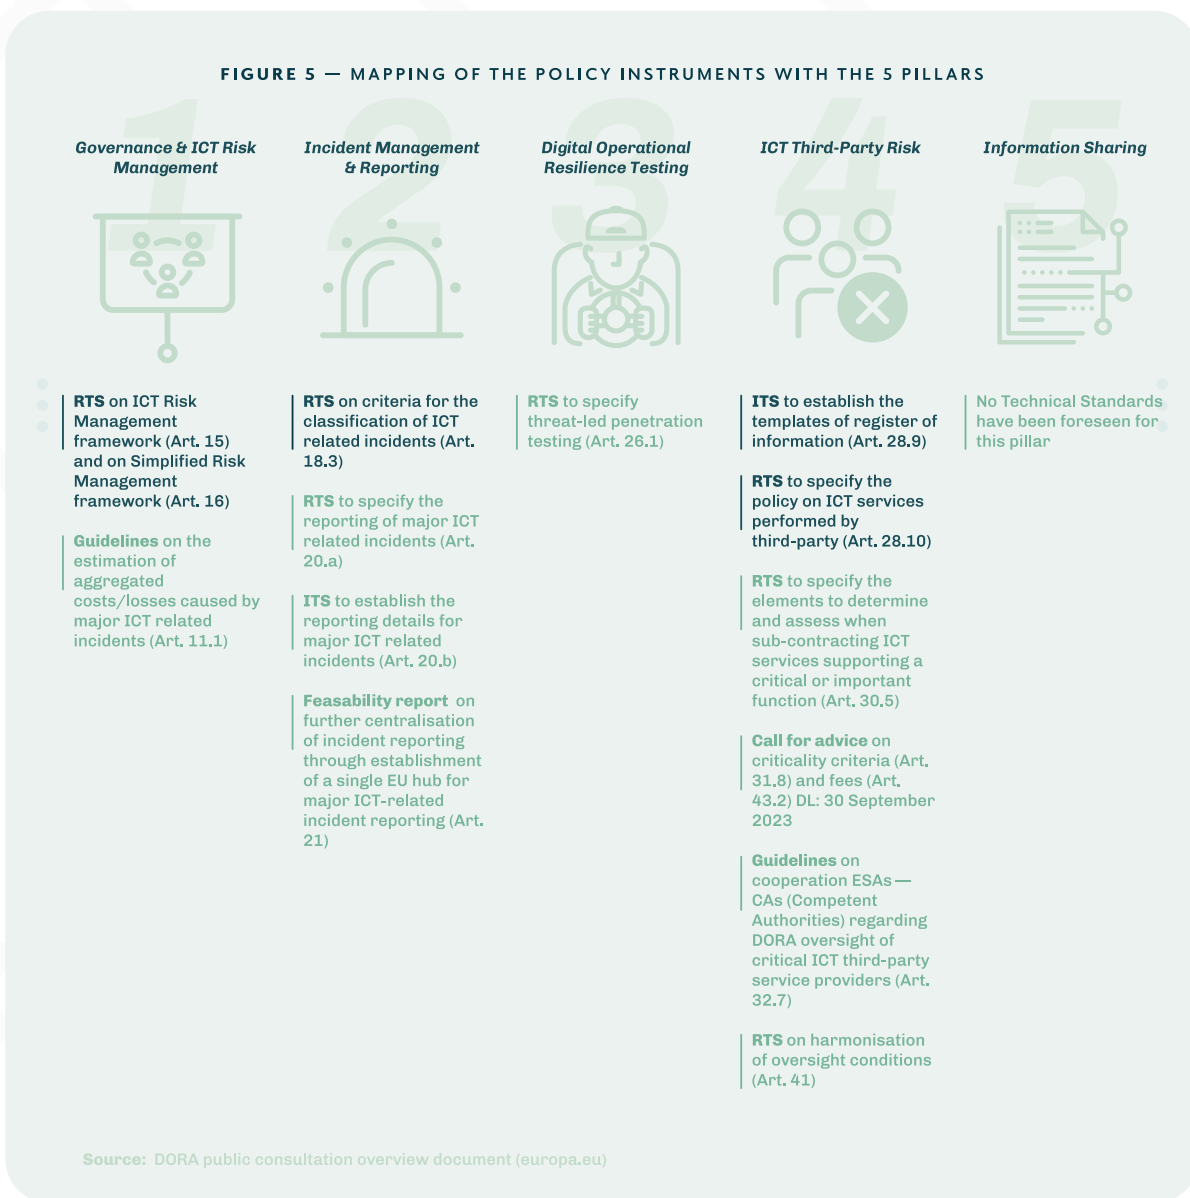 FIGURE 5 — MAPPING OF THE POLICY INSTRUMENTS WITH THE 5 PILLARS
1
Governance & ICT Risk
Management
RTS on ICT Risk
Management
framework (Art. 15)
and on Simplified Risk
Management
framework (Art. 16)
Guidelines on the
estimation of
aggregated
costs/losses caused by
major ICT related
incidents (Art. 11.1)
2
Incident Management
& Reporting
RTS on criteria for the
classification of ICT
related incidents (Art.
18.3)
RTS to specify the
reporting of major ICT
related incidents (Art.
20.a)
ITS to establish the
reporting details for
major ICT related
incidents (Art. 20.b)
Feasability report on
further centralisation
of incident reporting
through establishment
of a single EU hub for
major ICT-related
incident reporting (Art.
21)
3
Digital Operational
Resilience Testing
RTS to specify
threat-led penetration
testing (Art. 26.1)
4
ICT Third-Party Risk
ITS to establish the
templates of register of
information (Art. 28.9)
RTS to specify the
policy on ICT services
performed by
third-party (Art. 28.10)
RTS to specify the
elements to determine
and assess when
sub-contracting ICT
services supporting a
critical or important
function (Art. 30.5)
Call for advice on
criticality criteria (Art.
31.8) and fees (Art.
43.2) DL: 30 September
2023
Guidelines on
cooperation ESAs —
CAs (Competent
Authorities) regarding
DORA oversight of
critical ICT third-party
service providers (Art.
32.7)
RTS on harmonisation
of oversight conditions
(Art. 41)
5
Information Sharing
No Technical Standards
have been foreseen for
this pillar
Source: DORA public consultation overview document (europa.eu)